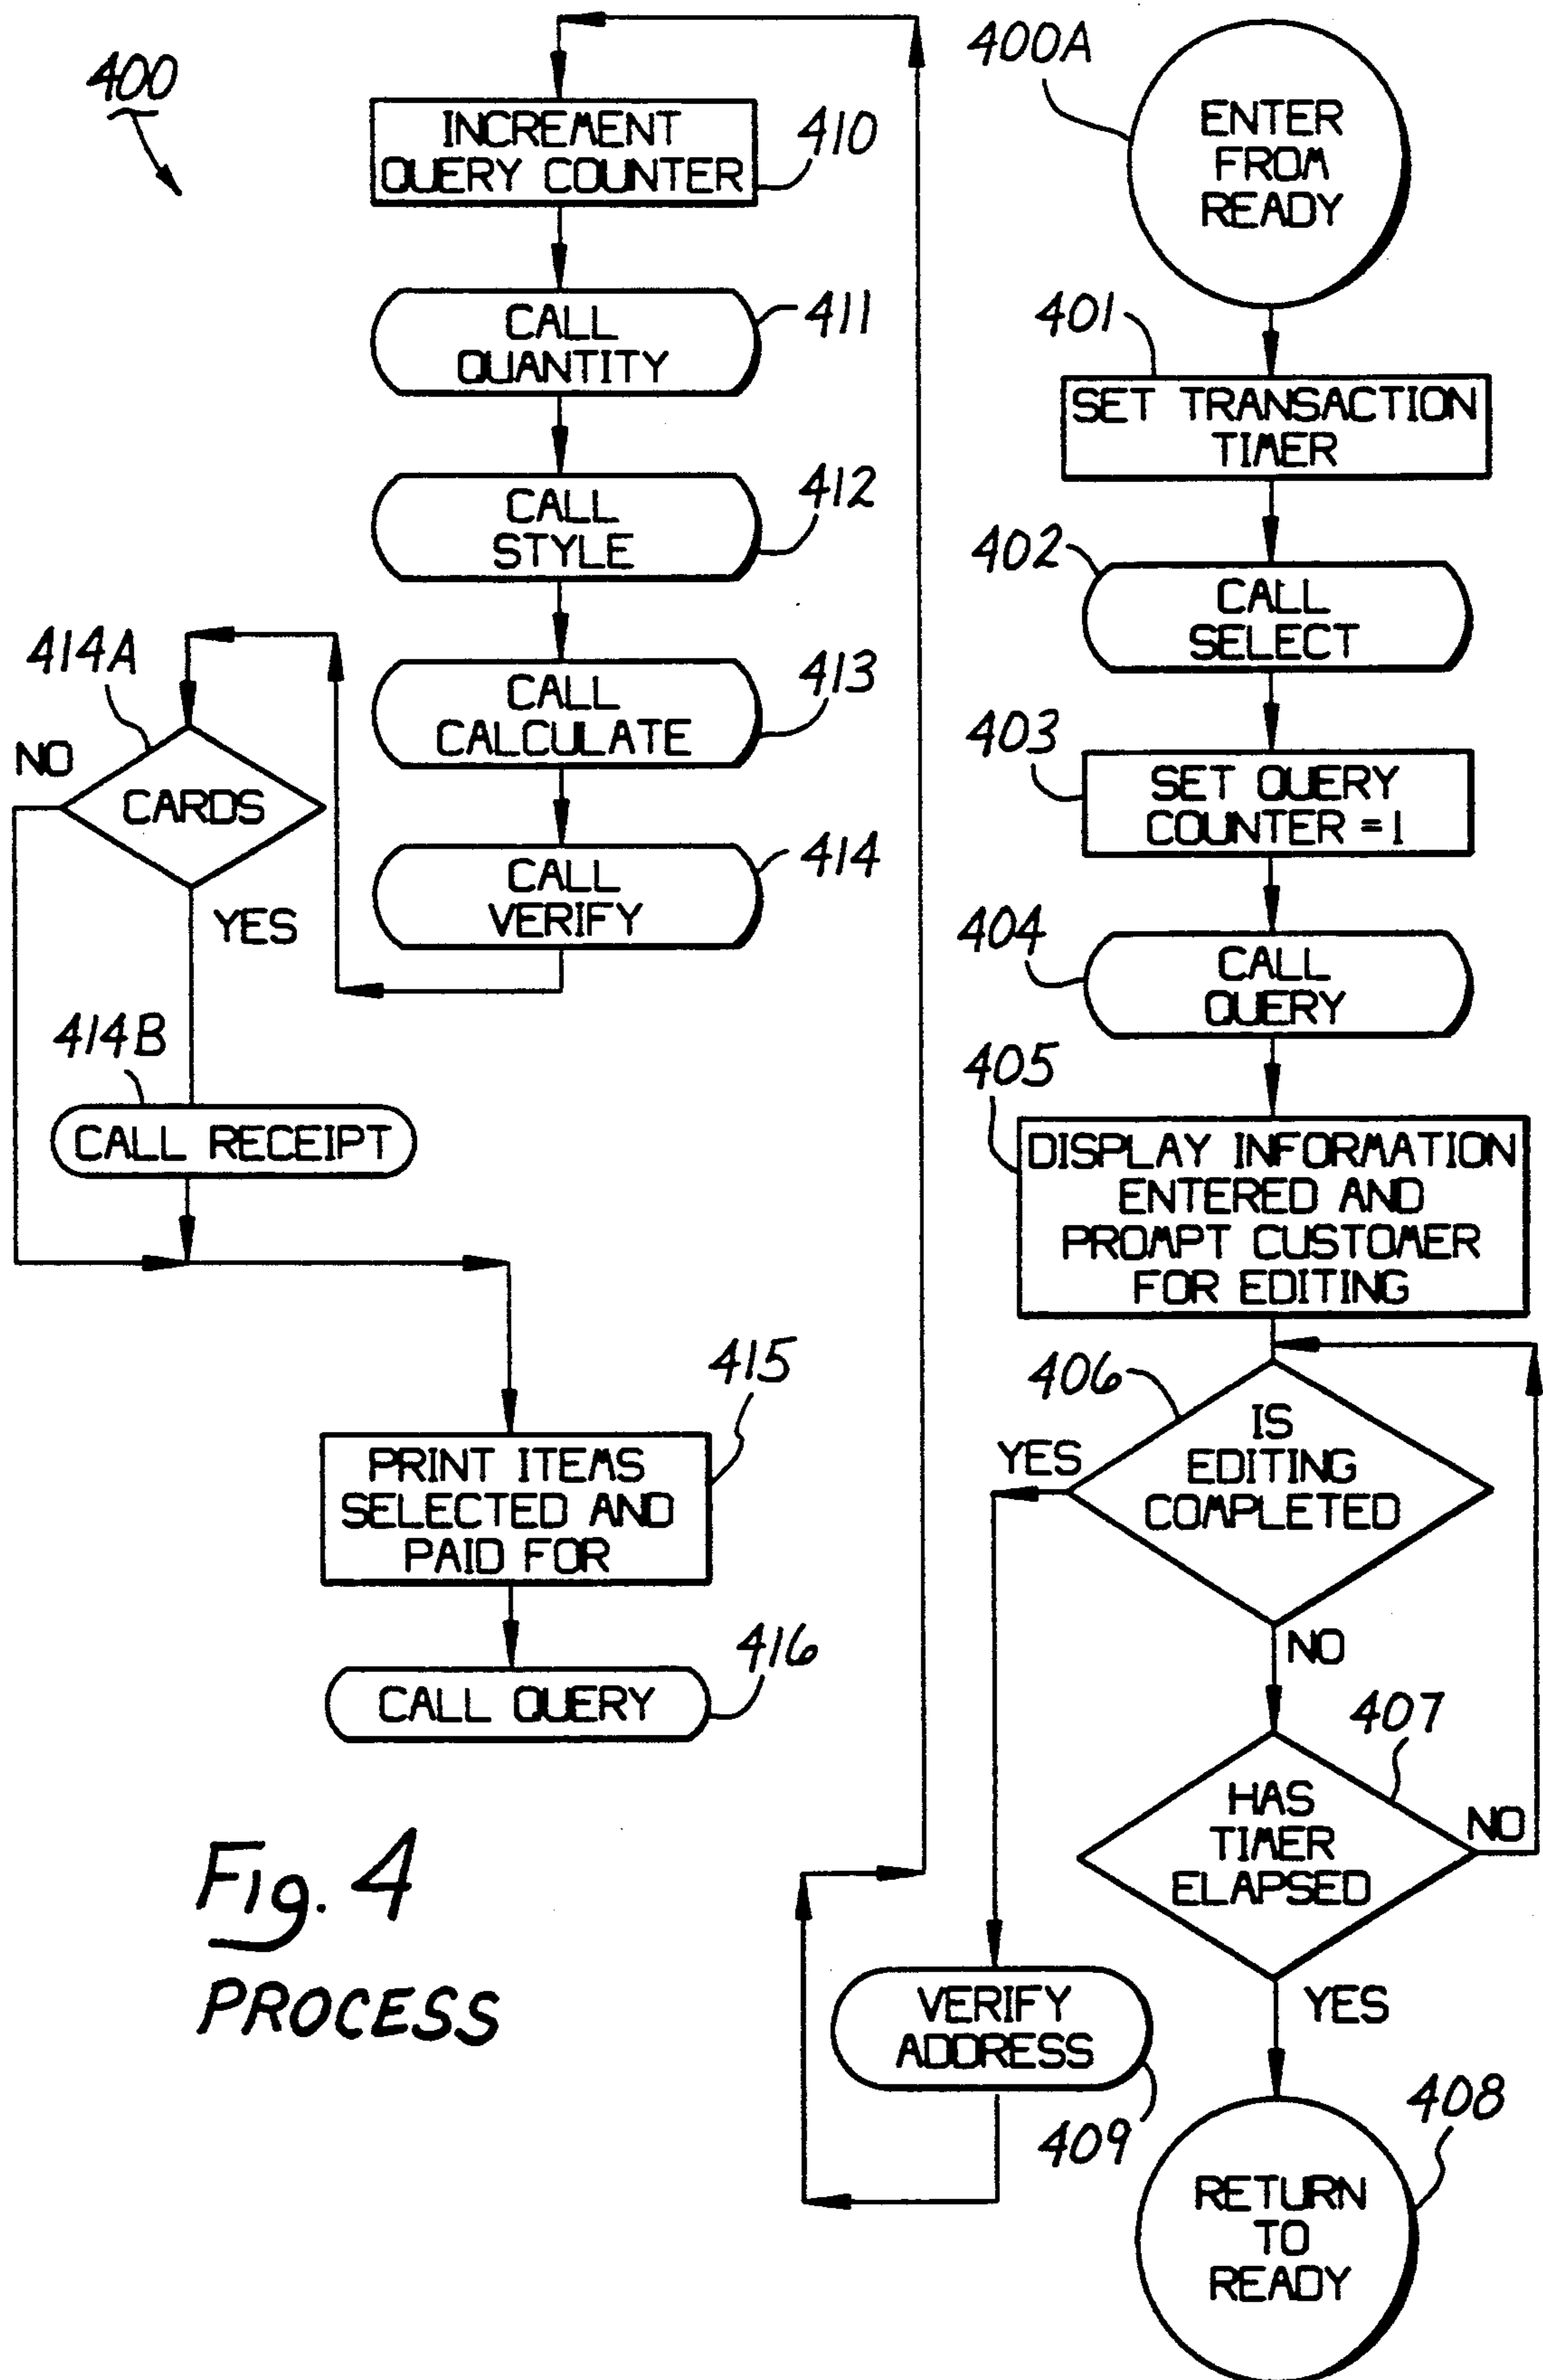 400
400A
ENTER
FROM
READY
401
SET TRANSACTION
TIMER
402
CALL
SELECT
403
SET QUERY
COUNTER = 1
404
CALL
QUERY
405
DISPLAY INFORMATION
ENTERED AND
PROMPT CUSTOMER
FOR EDITING
406
IS
EDITING
COMPLETED
YES
NO
407
HAS
TIMER
ELAPSED
NO
YES
408
RETURN
TO
READY
VERIFY
ADDRESS
409
INCREMENT
QUERY COUNTER
410
CALL
QUANTITY
411
CALL
STYLE
412
CALL
CALCULATE
413
CALL
VERIFY
414
414A
CARDS
NO
YES
414B
CALL RECEIPT
415
PRINT ITEMS
SELECTED AND
PAID FOR
416
CALL QUERY
Fig. 4
PROCESS